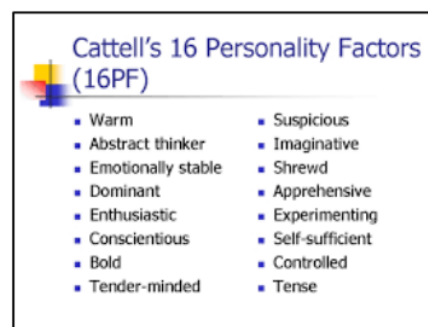 Cattell's 16 Personality Factors
(16PF)
Warm
Abstract thinker
Emotionally stable
Dominant
Enthusiastic
Conscientious
Bold
Tender-minded
Suspicious
Imaginative
Shrewd
Apprehensive
Experimenting
Self-sufficient
Controlled
Tense